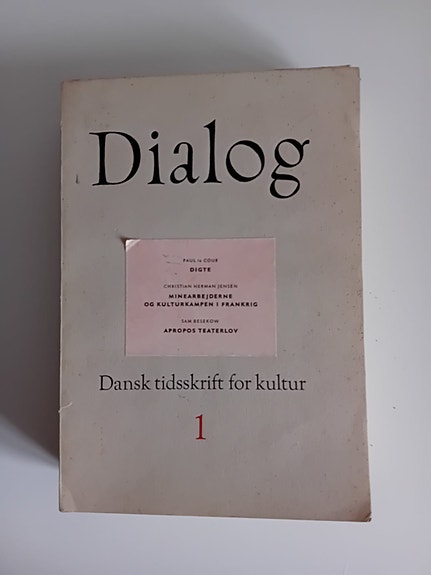 Dialog
PAUL la COUR
DIGTE
CHRISTIAN HERMAN JENSEN
MINEARBEJDERNE
OG KULTURKAMPEN I FRANKRIG
SAM BESEKOW
APROPOS TEATERLOV
Dansk tidsskrift for kultur
1